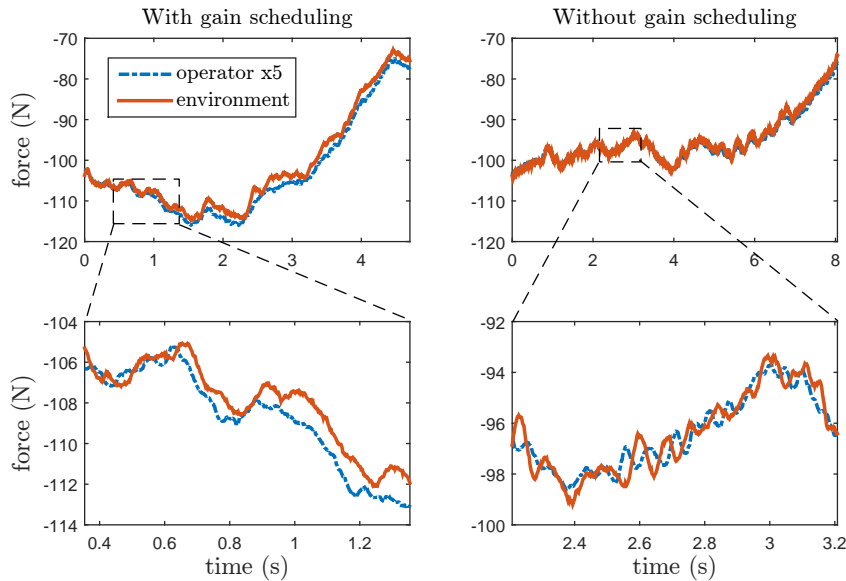 With gain scheduling
Without gain scheduling
force (N)
-70
-80
-90
-100
-110
-120
0 1 2 3 4
operator x5
environment
-70
-80
-90
-100
-110
-120
0 2 4 6 8
force (N)
-104
-106
-108
-110
-112
-114
0.4 0.6 0.8 1 1.2
time (s)
-92
-94
-96
-98
-100
2.4 2.6 2.8 3 3.2
time (s)